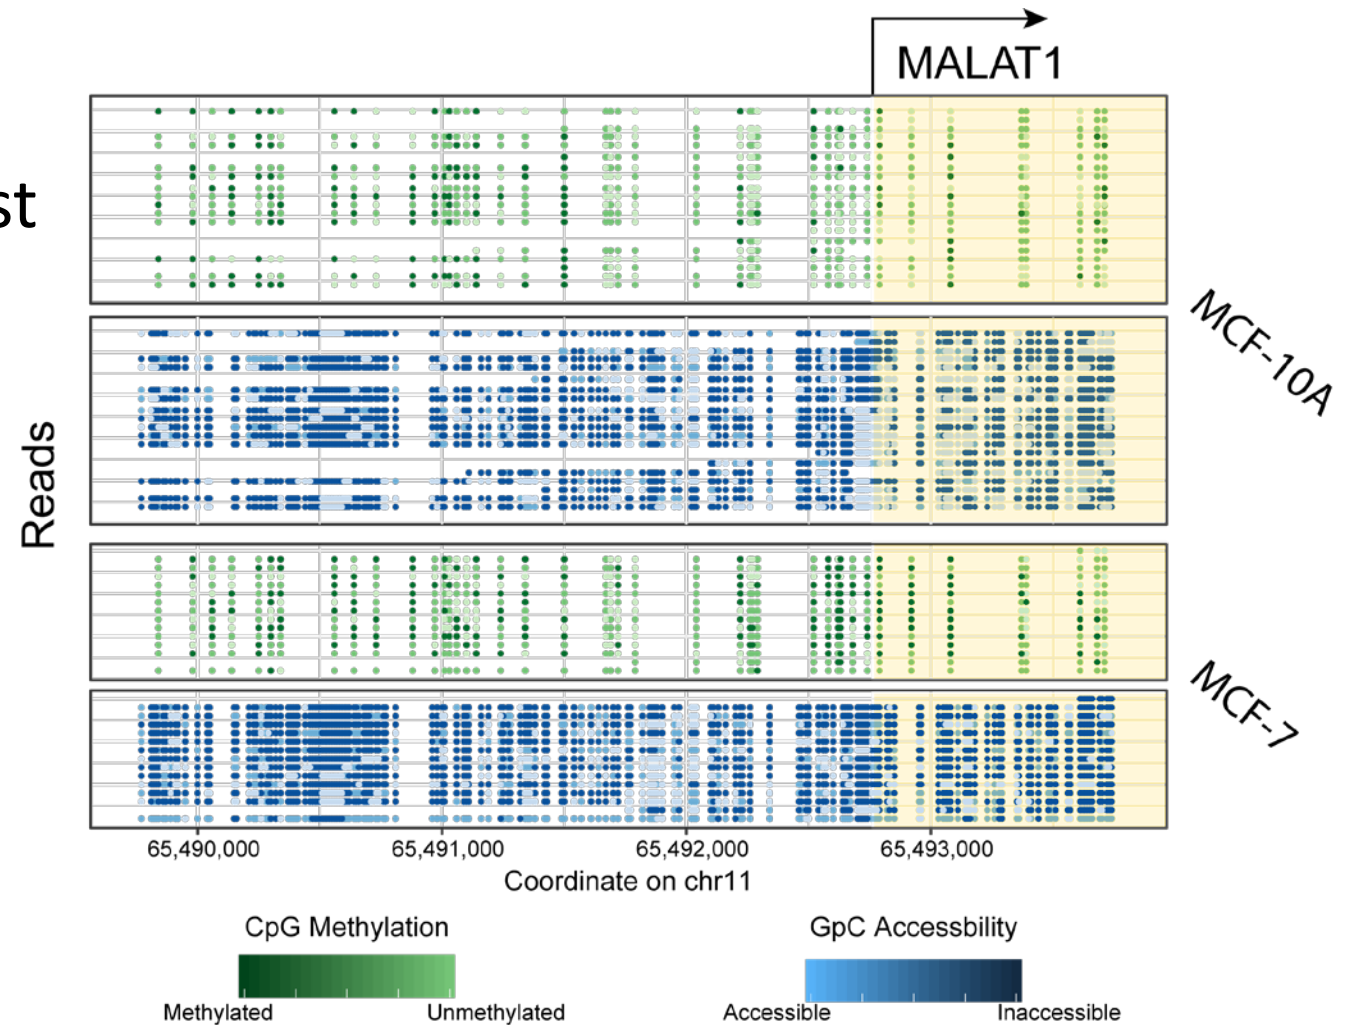 MALAT1
st
MCF-10A
Reads
MCF-7
65,490,000 65,491,000 65,492,000 65,493,000
Coordinate on chr11
CpG Methylation GpC Accessbility
Methylated Unmethylated Accessible Inaccessible